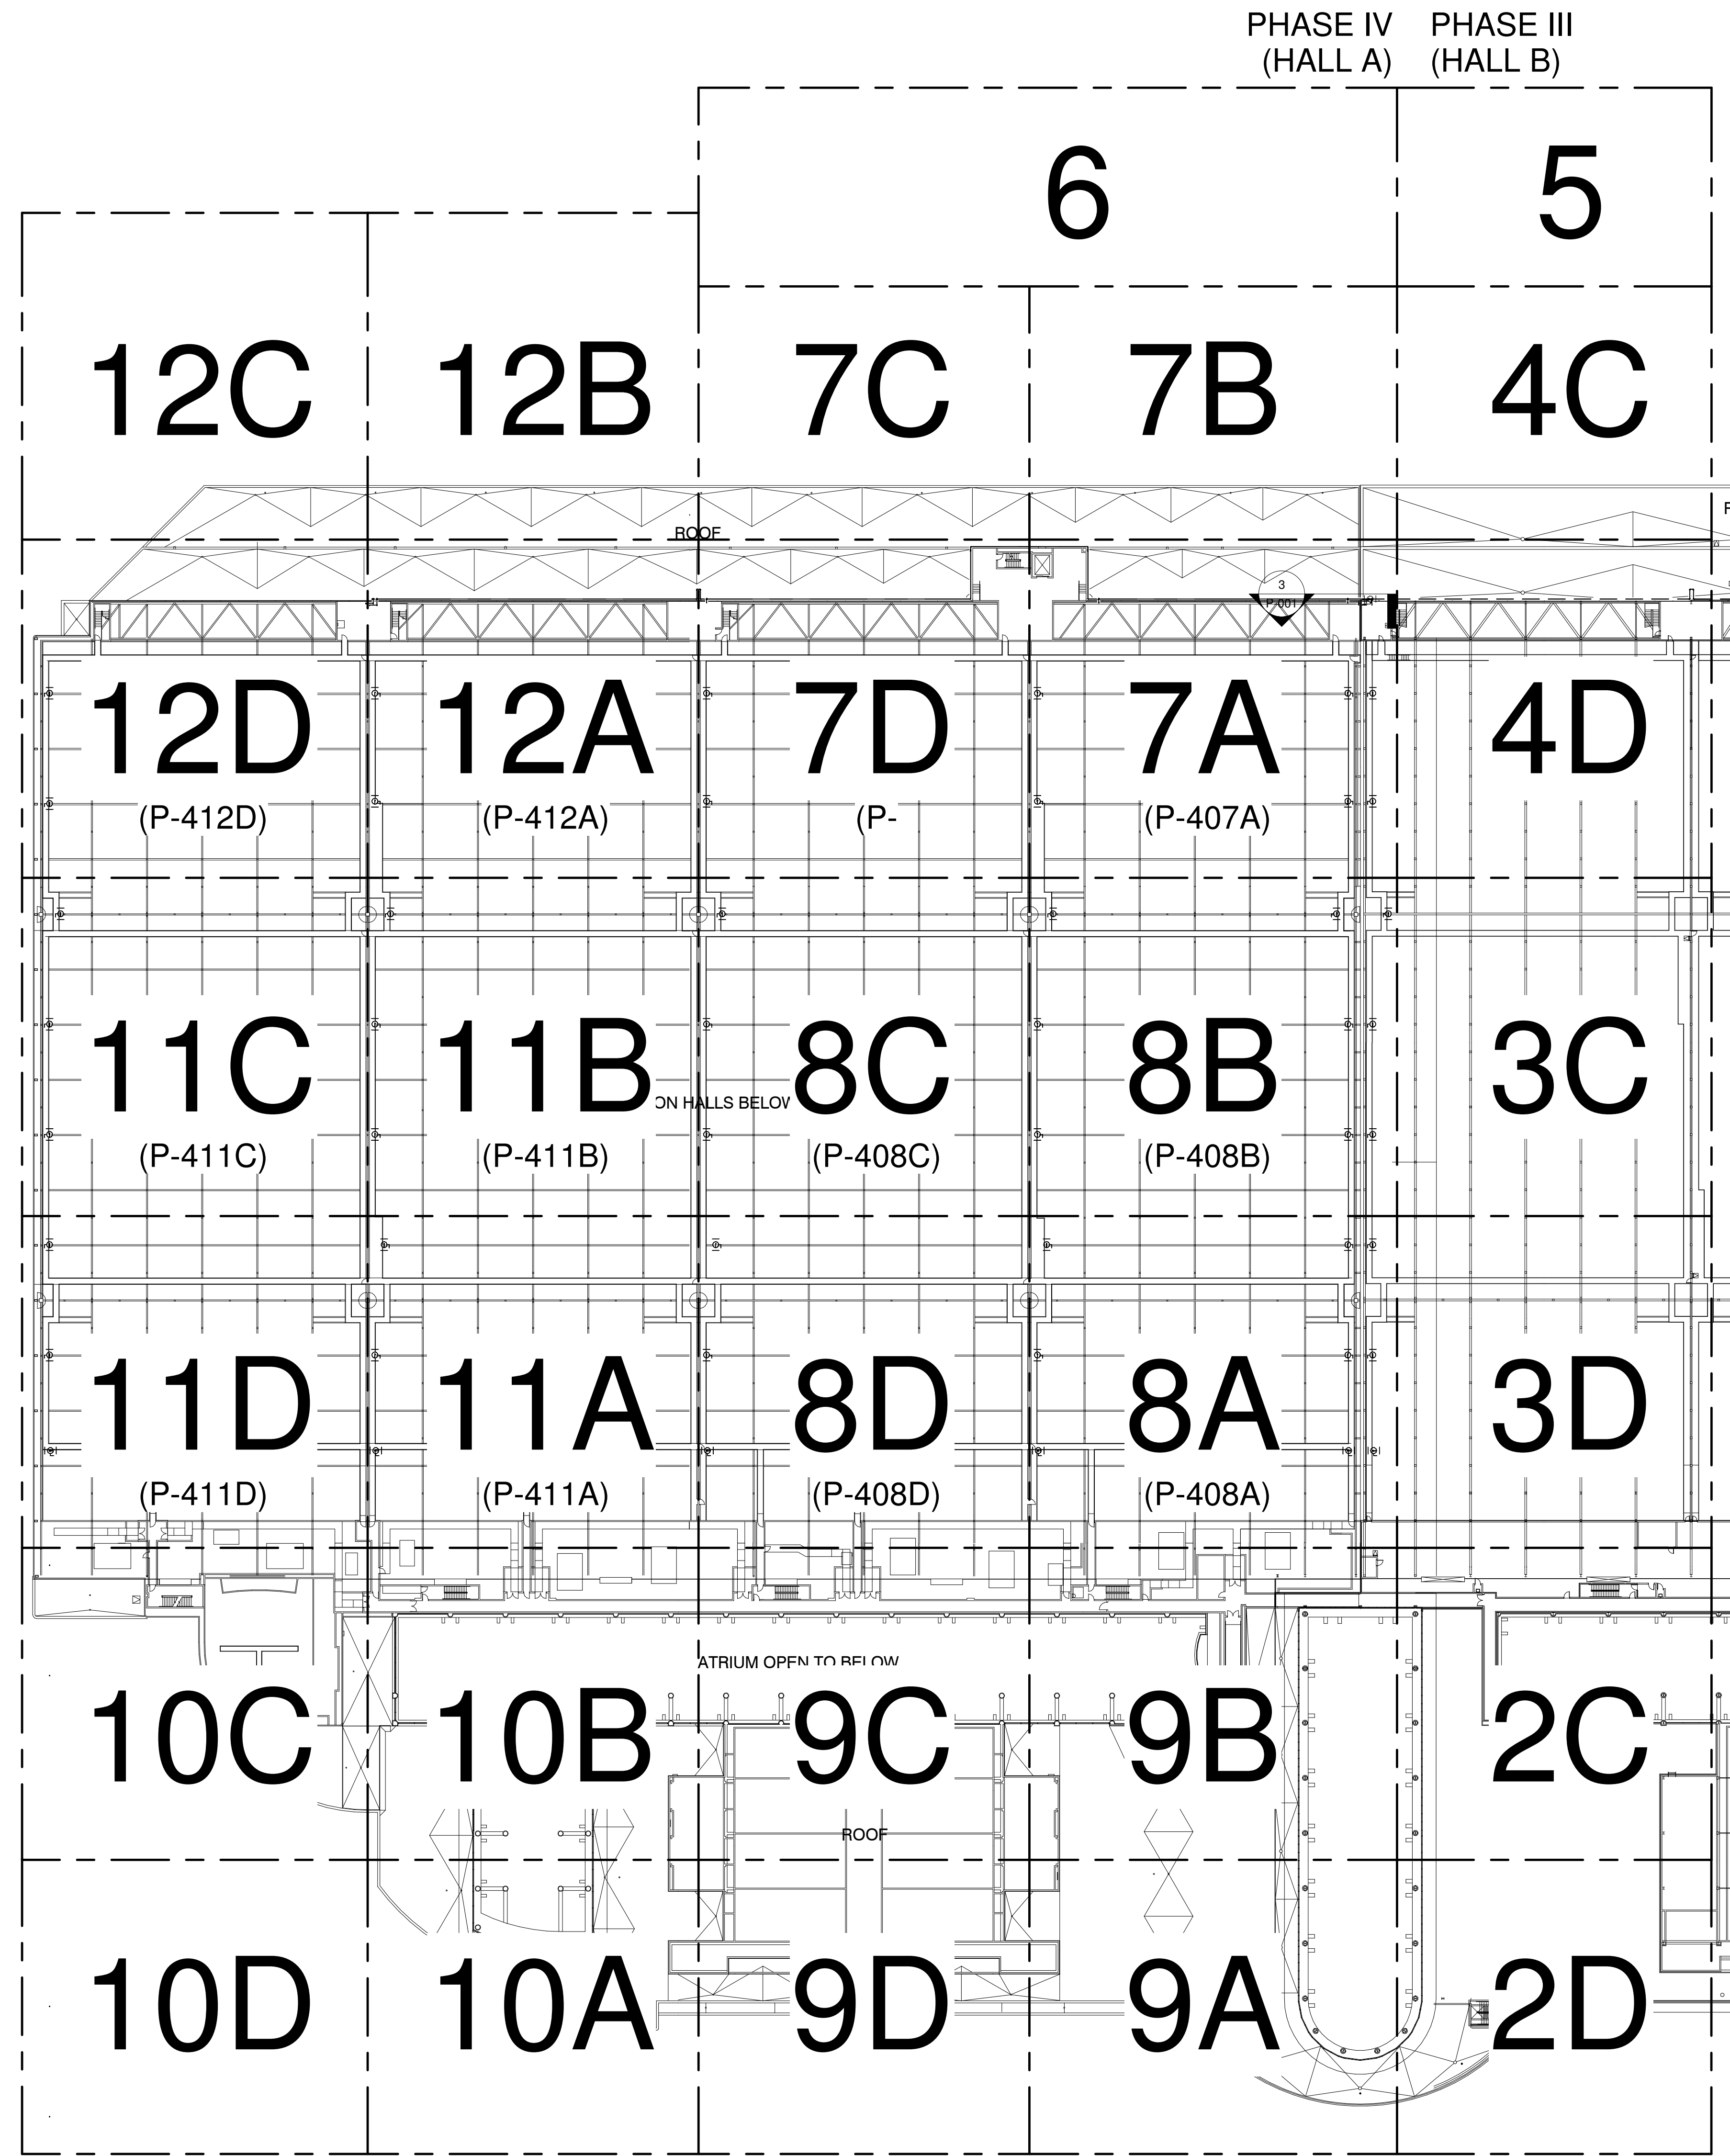 PHASE IV PHASE III
(HALL A) (HALL B)
6 5
12C 12B 7C 7B 4C
ROOF
3
P-001
12D 12A 7D 7A 4D
(P-412D) (P-412A) (P- (P-407A)
11C 11B 8C 8B 3C
ON HALLS BELOW
(P-411C) (P-411B) (P-408C) (P-408B)
11D 11A 8D 8A 3D
(P-411D) (P-411A) (P-408D) (P-408A)
ATRIUM OPEN TO BELOW
10C 10B 9C 9B 2C
ROOF
10D 10A 9D 9A 2D